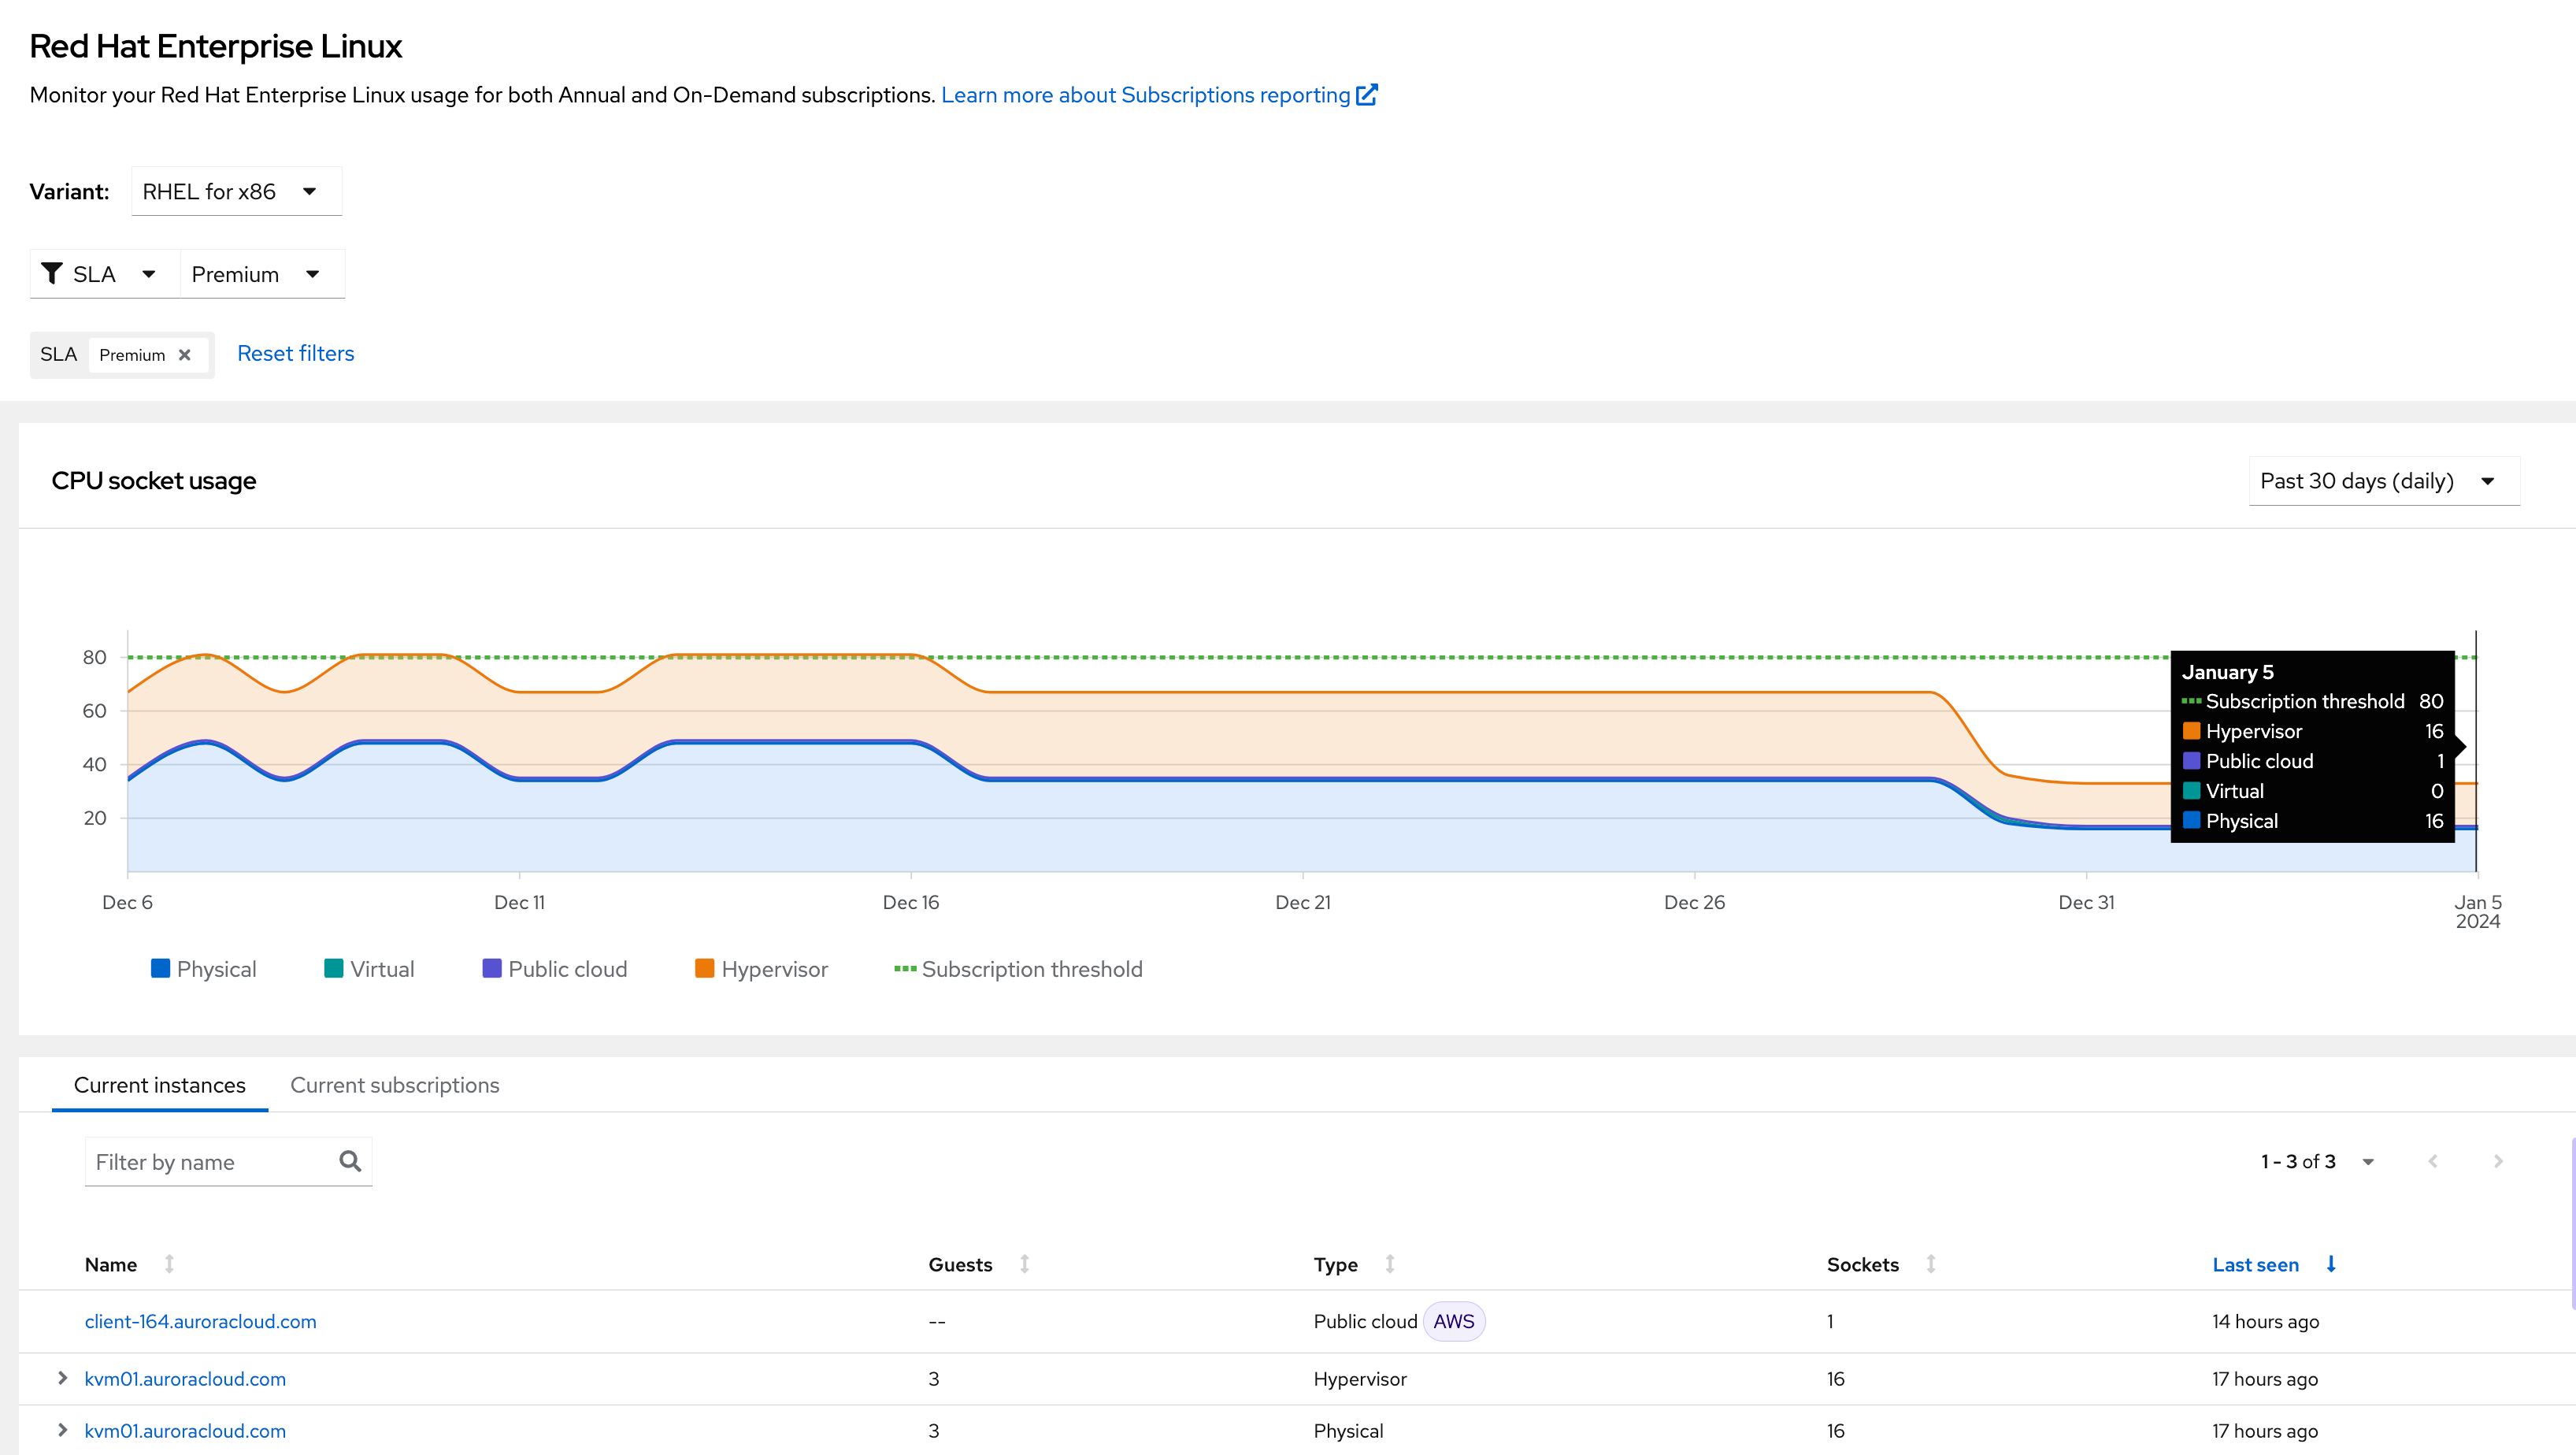 Red Hat Enterprise Linux
Monitor your Red Hat Enterprise Linux usage for both Annual and On-Demand subscriptions. Learn more about Subscriptions reporting
Variant: RHEL for x86
SLA Premium
SLA Premium Reset filters
CPU socket usage Past 30 days (daily)
80
60
40
20
January 5
Subscription threshold 80
Hypervisor 16
Public cloud 1
Virtual 0
Physical 16
Dec 6 Dec 11 Dec 16 Dec 21 Dec 26 Dec 31 Jan 5
2024
Physical Virtual Public cloud Hypervisor Subscription threshold
Current instances Current subscriptions
Filter by name 1 - 3 of 3
Name Guests Type Sockets Last seen
client-164.auroracloud.com -- Public cloud AWS 1 14 hours ago
kvm01.auroracloud.com 3 Hypervisor 16 17 hours ago
kvm01.auroracloud.com 3 Physical 16 17 hours ago